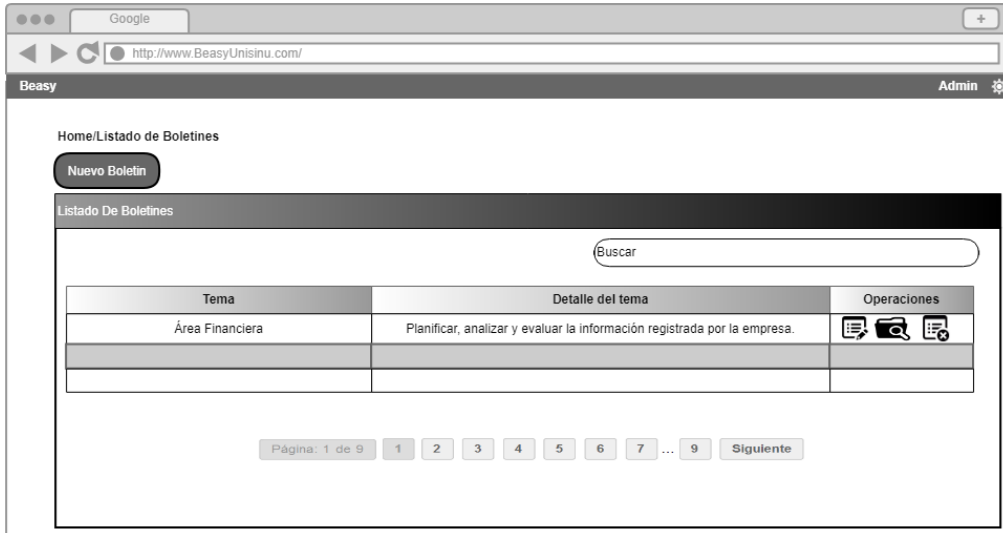 Google
+
http://www.BeasyUnisinu.com/
Beasy Admin
Home/Listado de Boletines
Nuevo Boletin
Listado De Boletines
Buscar
Tema Detalle del tema Operaciones
Área Financiera Planificar, analizar y evaluar la información registrada por la empresa.
Página: 1 de 9 1 2 3 4 5 6 7 ... 9 Siguiente